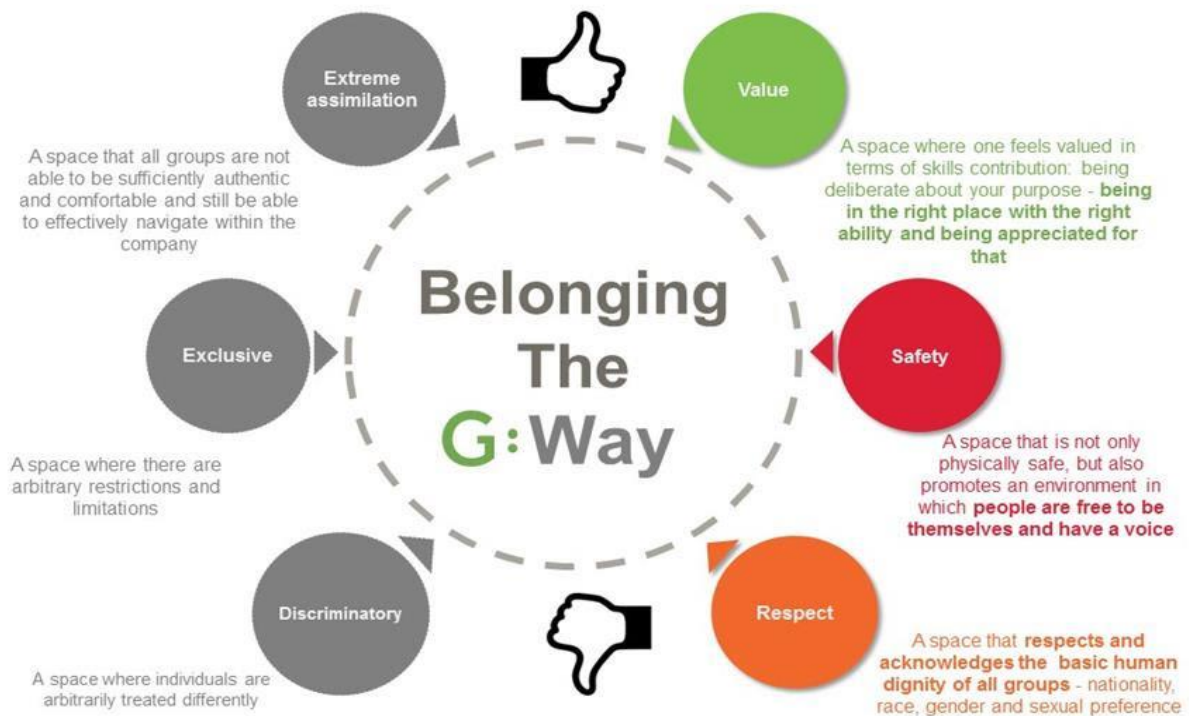 Extreme
assimilation
A space that all groups are not
able to be sufficiently authentic
and comfortable and still be able
to effectively navigate within the
company
Exclusive
A space where there are
arbitrary restrictions and
limitations
Discriminatory
A space where individuals are
arbitrarily treated differently
Belonging
The
G:Way
Value
A space where one feels valued in
terms of skills contribution: being
deliberate about your purpose - being
in the right place with the right
ability and being appreciated for
that
Safety
A space that is not only
physically safe, but also
promotes an environment in
which people are free to be
themselves and have a voice
Respect
A space that respects and
acknowledges the basic human
dignity of all groups - nationality,
race, gender and sexual preference